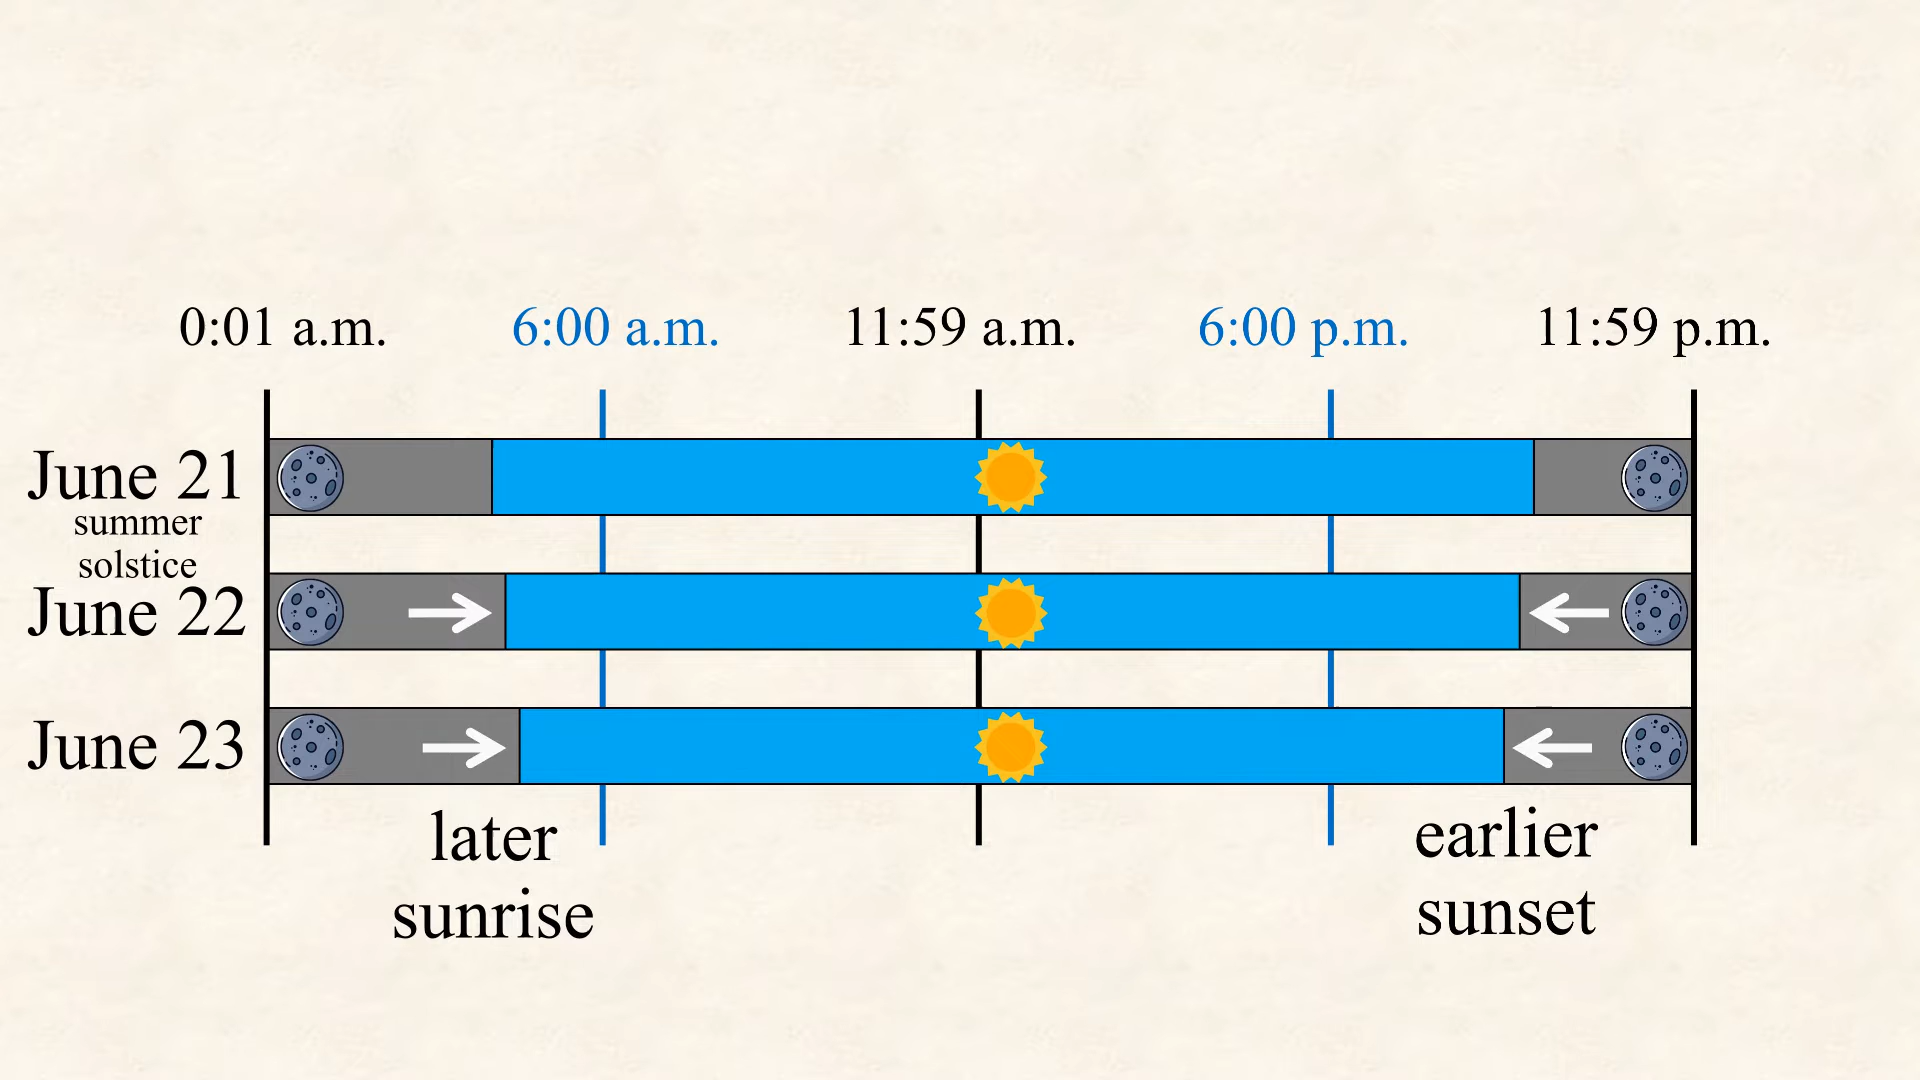 0:01 a.m.
6:00 a.m.
11:59 a.m.
6:00 p.m.
11:59 p.m.
June 21
summer
solstice
June 22
June 23
later
sunrise
earlier
sunset